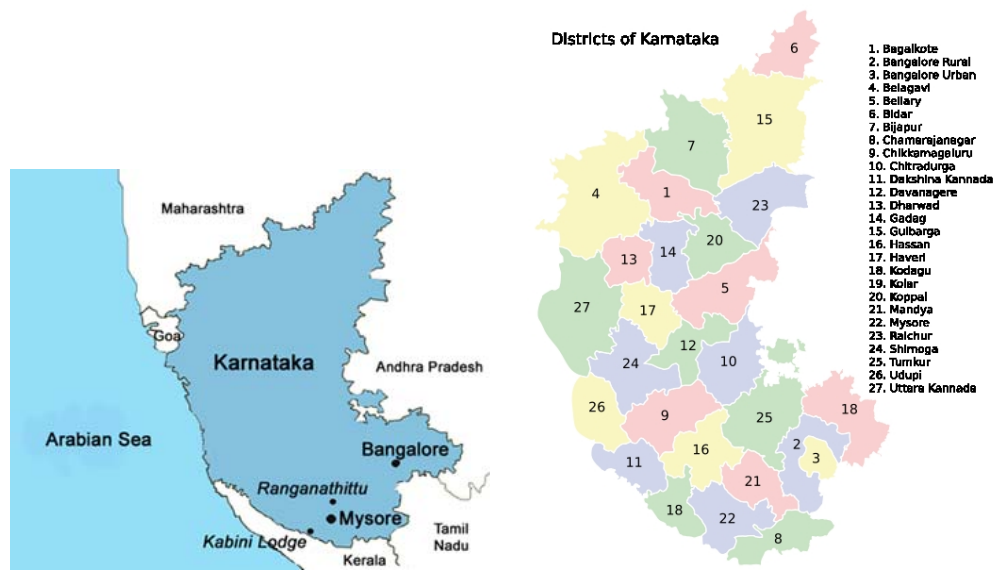 Maharashtra
Goa
Karnataka
Andhra Pradesh
Arabian Sea
Bangalore
Ranganathittu
Mysore
Kabini Lodge
Tamil
Nadu
Kerala
Districts of Karnataka
6
15
7
4
1
23
20
14
13
5
27
17
12
24
10
26
9
25
18
16
2
3
11
21
18
22
8
1. Bagalkote
2. Bangalore Rural
3. Bangalore Urban
4. Belagavi
5. Bellary
6. Bidar
7. Bijapur
8. Chamarajanagar
9. Chikkamagaluru
10. Chitradurga
11. Dakshina Kannada
12. Davanagere
13. Dharwad
14. Gadag
15. Gulbarga
16. Hassan
17. Haveri
18. Kodagu
19. Kolar
20. Koppal
21. Mandya
22. Mysore
23. Raichur
24. Shimoga
25. Tumkur
26. Udupi
27. Uttara Kannada